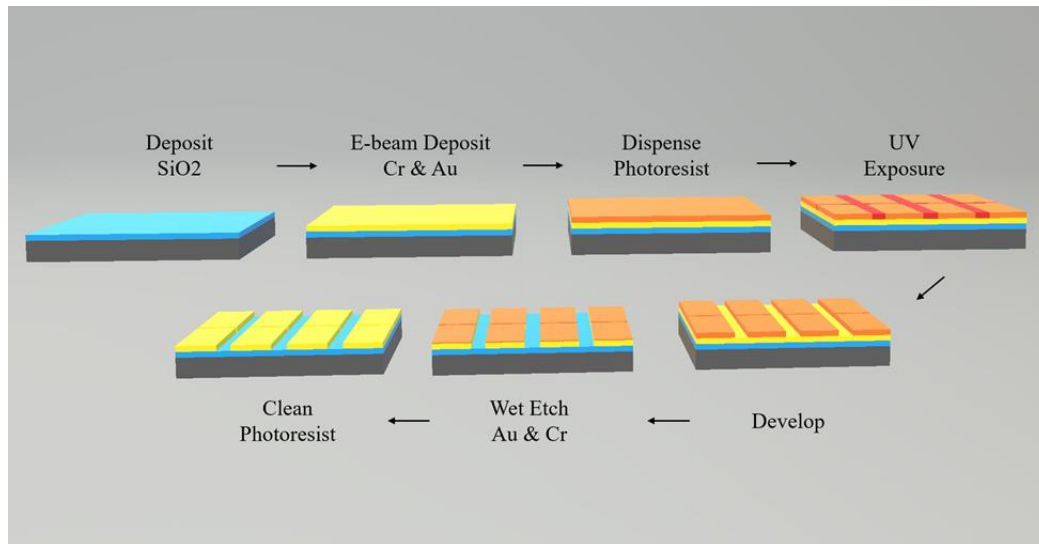 Deposit
SiO2
E-beam Deposit
Cr & Au
Dispense
Photoresist
UV
Exposure
Develop
Wet Etch
Au & Cr
Clean
Photoresist